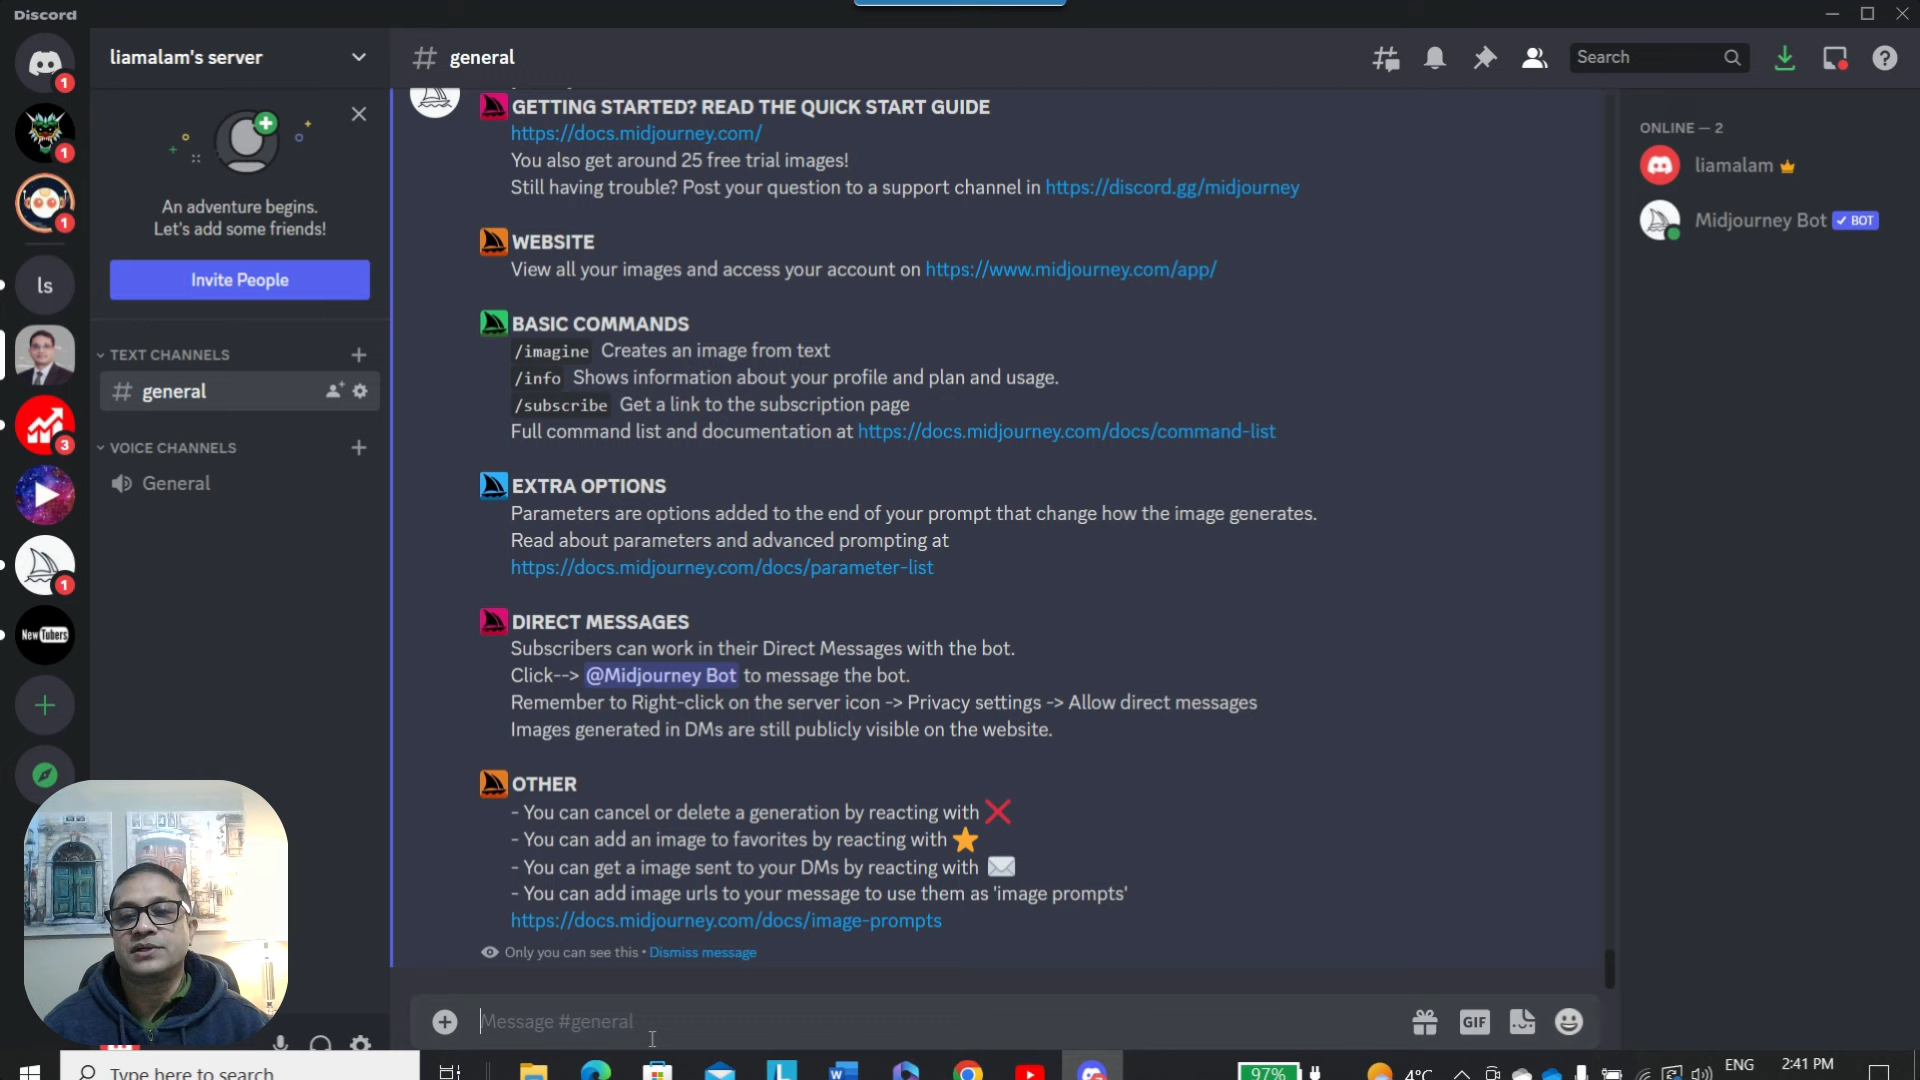 Discord
liamalam's server
general
Search
An adventure begins.
Let's add some friends!
Invite People
TEXT CHANNELS
general
VOICE CHANNELS
General
1
1
1
ls
3
1
New Tubers
GETTING STARTED? READ THE QUICK START GUIDE
https://docs.midjourney.com/
You also get around 25 free trial images!
Still having trouble? Post your question to a support channel in https://discord.gg/midjourney
WEBSITE
View all your images and access your account on https://www.midjourney.com/app/
BASIC COMMANDS
/imagine Creates an image from text
/info Shows information about your profile and plan and usage.
/subscribe Get a link to the subscription page
Full command list and documentation at https://docs.midjourney.com/docs/command-list
EXTRA OPTIONS
Parameters are options added to the end of your prompt that change how the image generates.
Read about parameters and advanced prompting at
https://docs.midjourney.com/docs/parameter-list
DIRECT MESSAGES
Subscribers can work in their Direct Messages with the bot.
Click--> @Midjourney Bot to message the bot.
Remember to Right-click on the server icon -> Privacy settings -> Allow direct messages
Images generated in DMs are still publicly visible on the website.
OTHER
- You can cancel or delete a generation by reacting with ❌
- You can add an image to favorites by reacting with ⭐
- You can get a image sent to your DMs by reacting with ✉️
- You can add image urls to your message to use them as 'image prompts'
https://docs.midjourney.com/docs/image-prompts
Only you can see this • Dismiss message
Message #general
GIF
ONLINE — 2
liamalam
Midjourney Bot ✓ BOT
Type here to search
L
W
97%
4°C
ENG
2:41 PM